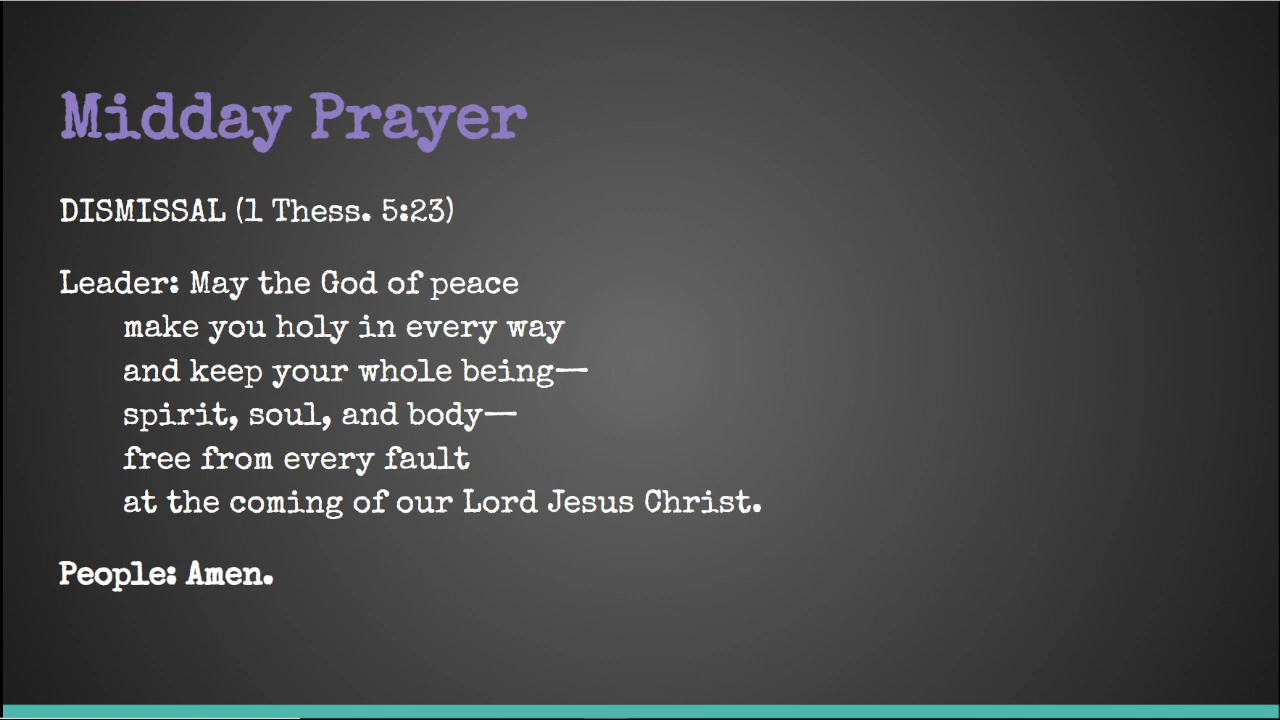 Midday Prayer
DISMISSAL (1 Thess. 5:23)
Leader: May the God of peace
make you holy in every way
and keep your whole being—
spirit, soul, and body—
free from every fault
at the coming of our Lord Jesus Christ.
People: Amen.